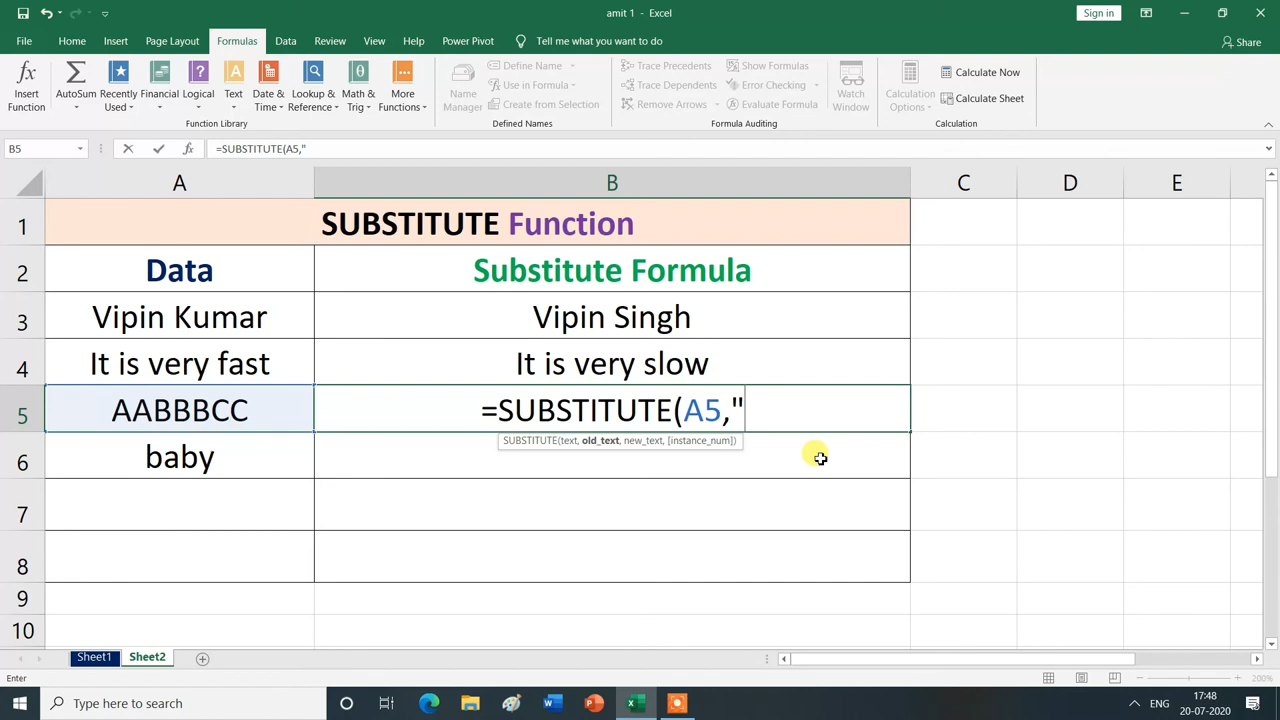 amit 1 - Excel
Sign in
File Home Insert Page Layout Formulas Data Review View Help Power Pivot Tell me what you want to do Share
Insert Function
AutoSum
Recently Used
Financial
Logical
Text
Date & Time
Lookup & Reference
Math & Trig
More Functions
Function Library
Name Manager
Define Name
Use in Formula
Create from Selection
Defined Names
Trace Precedents
Trace Dependents
Remove Arrows
Show Formulas
Error Checking
Evaluate Formula
Formula Auditing
Watch Window
Calculation Options
Calculate Now
Calculate Sheet
Calculation
B5 fx =SUBSTITUTE(A5,"
A B C D E
1 SUBSTITUTE Function
2 Data Substitute Formula
3 Vipin Kumar Vipin Singh
4 It is very fast It is very slow
5 AABBBCC =SUBSTITUTE(A5,"
SUBSTITUTE(text, old_text, new_text, [instance_num])
6 baby
7
8
9
10
Sheet1 Sheet2
Enter 200%
Type here to search
ENG
17:48
20-07-2020